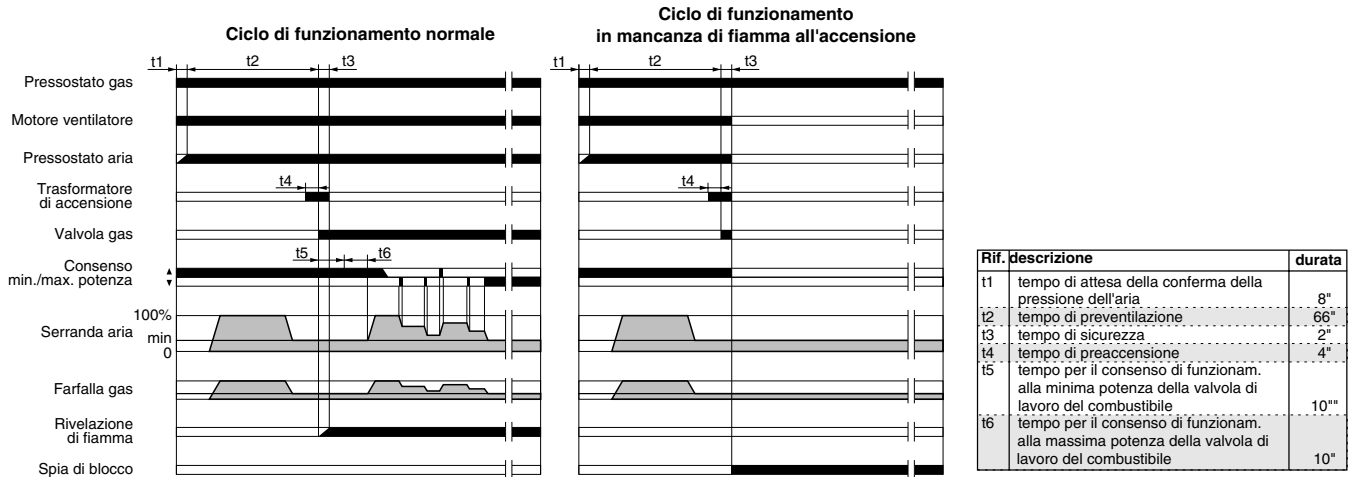 Ciclo di funzionamento normale
t1 t2 t3
Ciclo di funzionamento
in mancanza di fiamma all'accensione
t1 t2 t3
Pressostato gas
Motore ventilatore
Pressostato aria
Trasformatore
di accensione
t4
t4
Valvola gas
t5 t6
Consenso
min./max. potenza
Serranda aria
100%
min
0
Farfalla gas
Rivelazione
di fiamma
Spia di blocco
Rif. descrizione durata
t1 tempo di attesa della conferma della
pressione dell'aria 8"
t2 tempo di preventilazione 66"
t3 tempo di sicurezza 2"
t4 tempo di preaccensione 4"
t5 tempo per il consenso di funzionam.
alla minima potenza della valvola di
lavoro del combustibile 10""
t6 tempo per il consenso di funzionam.
alla massima potenza della valvola di
lavoro del combustibile 10"